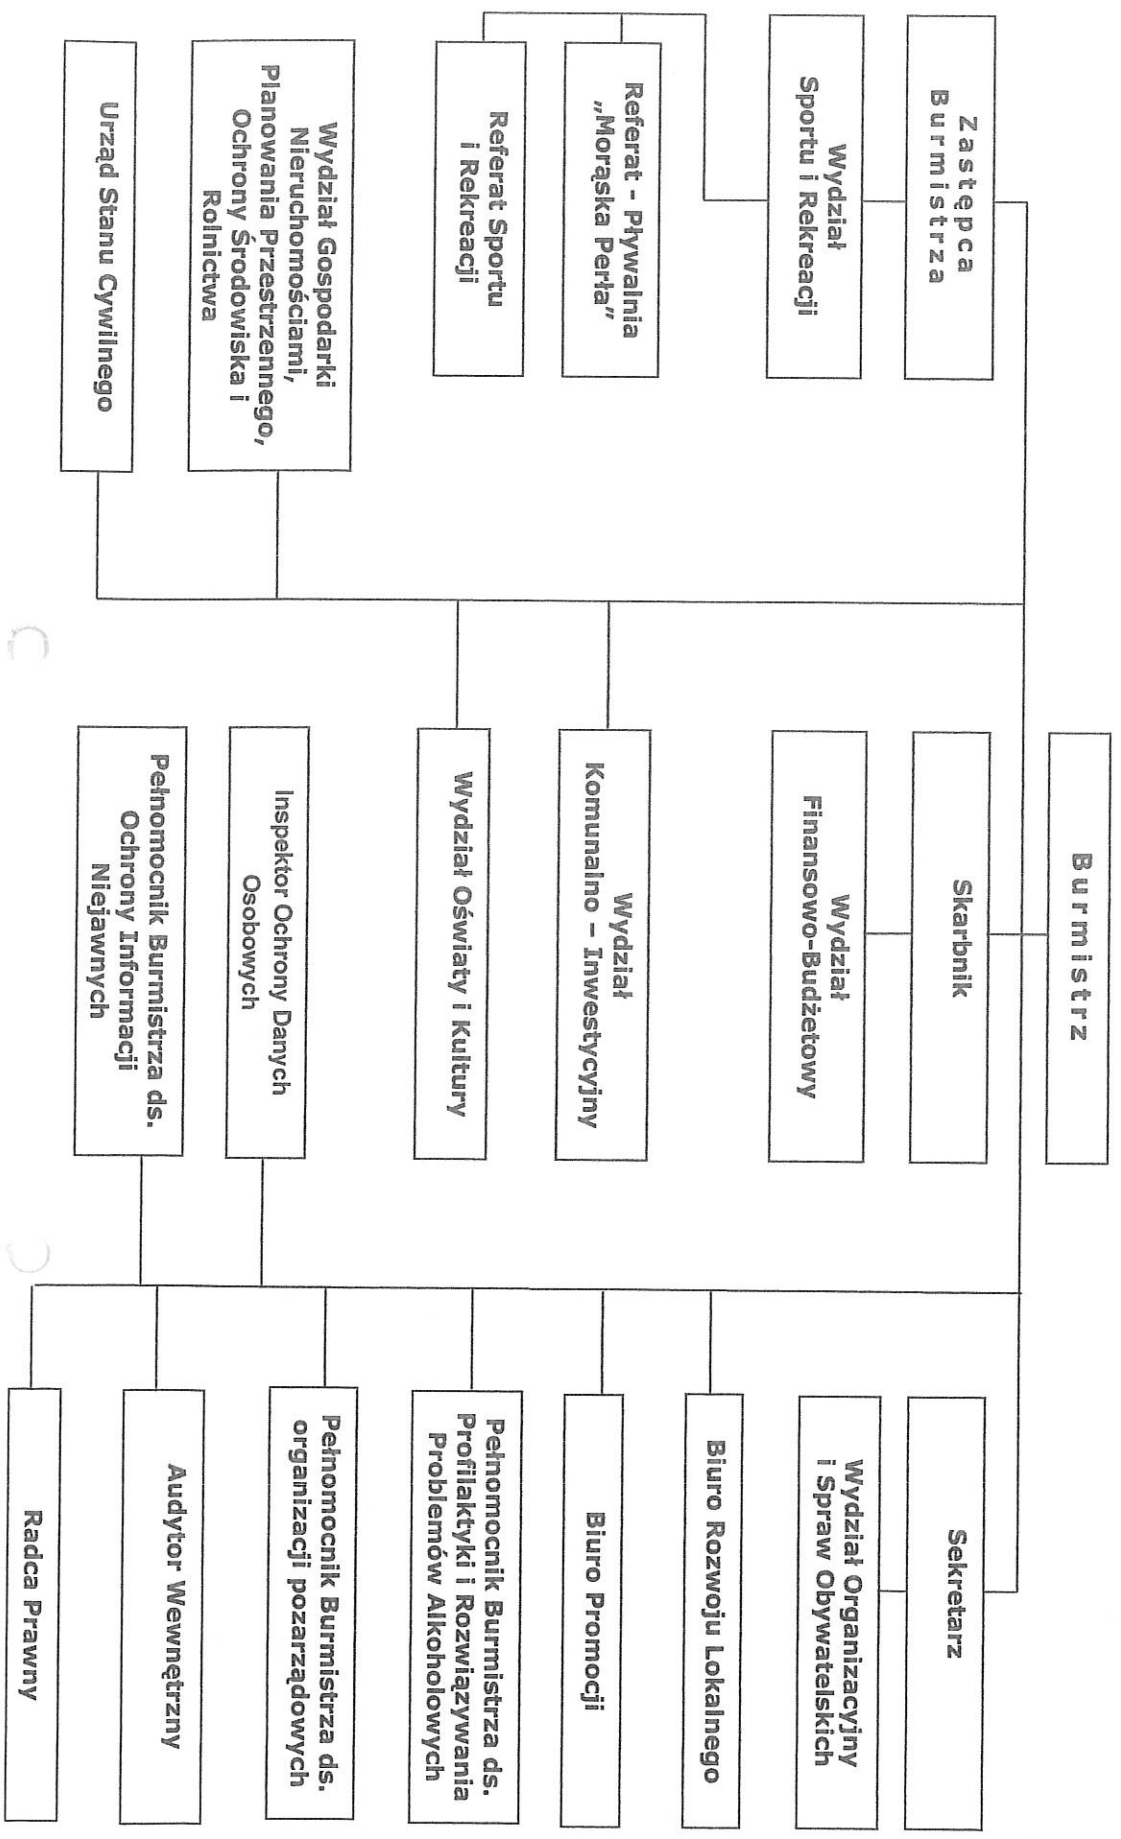 Burmistrz
Zastępca
Burmistrza
Skarbnik
Sekretarz
Wydział
Sportu i Rekreacji
Wydział
Finansowo-Budżetowy
Wydział Organizacyjny
i Spraw Obywatelskich
Referat - Pływalnia
„Morąska Perła”
Referat Sportu
i Rekreacji
Wydział
Komunalno – Inwestycyjny
Wydział Oświaty i Kultury
Biuro Rozwoju Lokalnego
Biuro Promocji
Pełnomocnik Burmistrza ds.
Profilaktyki i Rozwiązywania
Problemów Alkoholowych
Wydział Gospodarki
Nieruchomościami,
Planowania Przestrzennego,
Ochrony Środowiska i
Rolnictwa
Inspektor Ochrony Danych
Osobowych
Pełnomocnik Burmistrza ds.
organizacji pozarządowych
Urząd Stanu Cywilnego
Pełnomocnik Burmistrza ds.
Ochrony Informacji
Niejawnych
Audytor Wewnętrzny
Radca Prawny